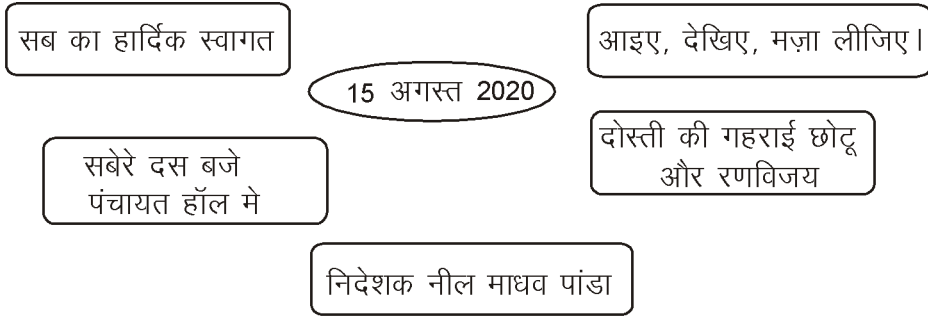 सब का हार्दिक स्वागत
आइए, देखिए, मज़ा लीजिए।
15 अगस्त 2020
दोस्ती की गहराई छोटू
और रणविजय
सबेरे दस बजे
पंचायत हॉल मे
निदेशक नील माधव पांडा